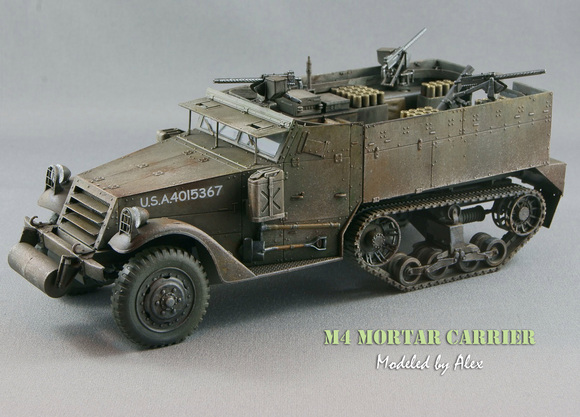 U.S.A.4015367
M4 MORTAR CARRIER
Modeled by Alex